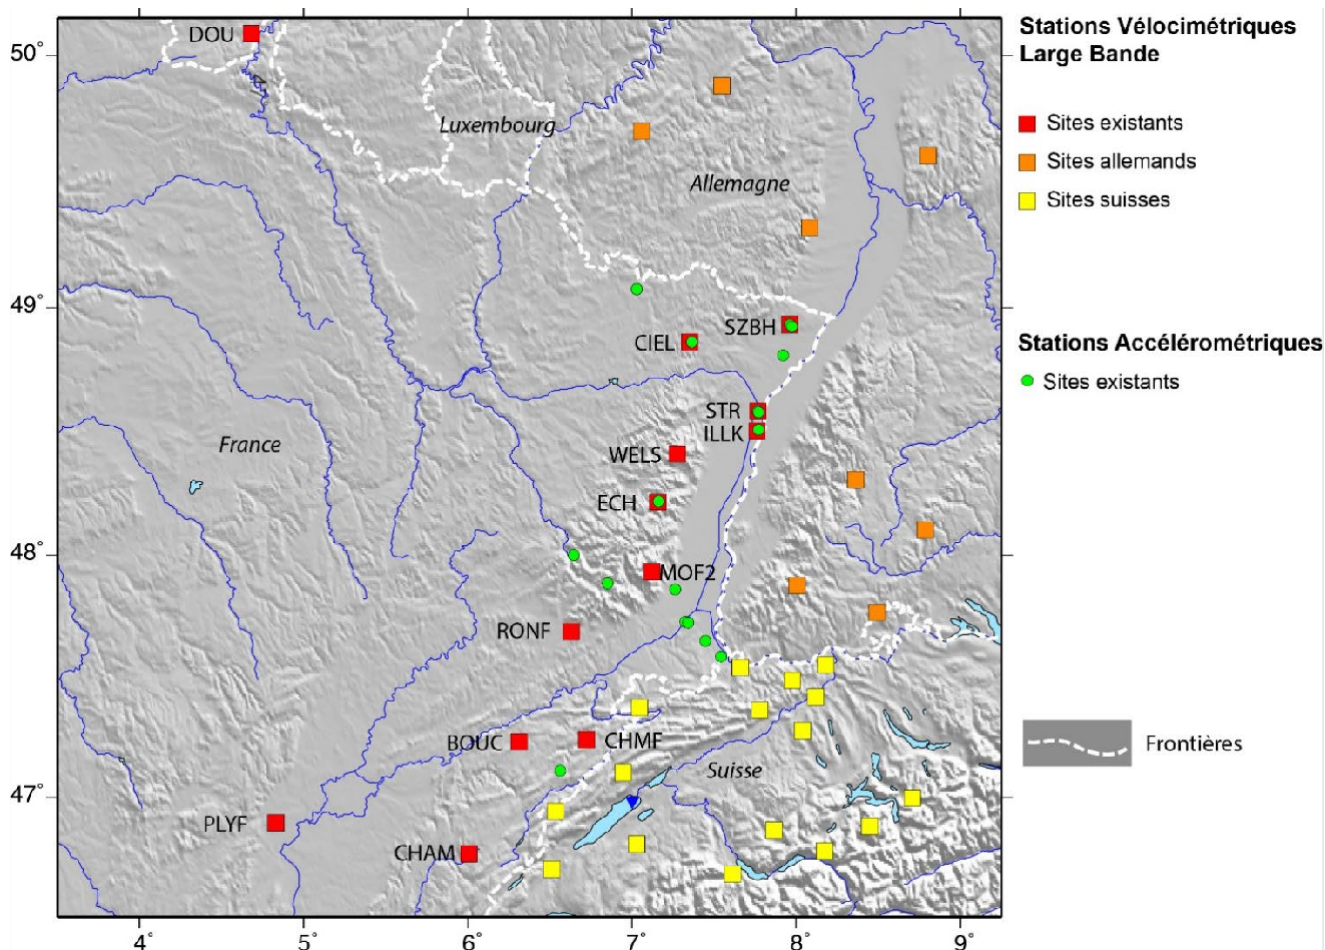 DOU
50°
Luxembourg
Allemagne
49°
SZBH
CIEL
STR
ILLK
France
WELS
ECH
48°
MOF2
RONF
BOUC
CHMF
Suisse
47°
PLYF
CHAM
4°
5°
6°
7°
8°
9°
Stations Vélocimétriques
Large Bande
Sites existants
Sites allemands
Sites suisses
Stations Accélérométriques
Sites existants
Frontières